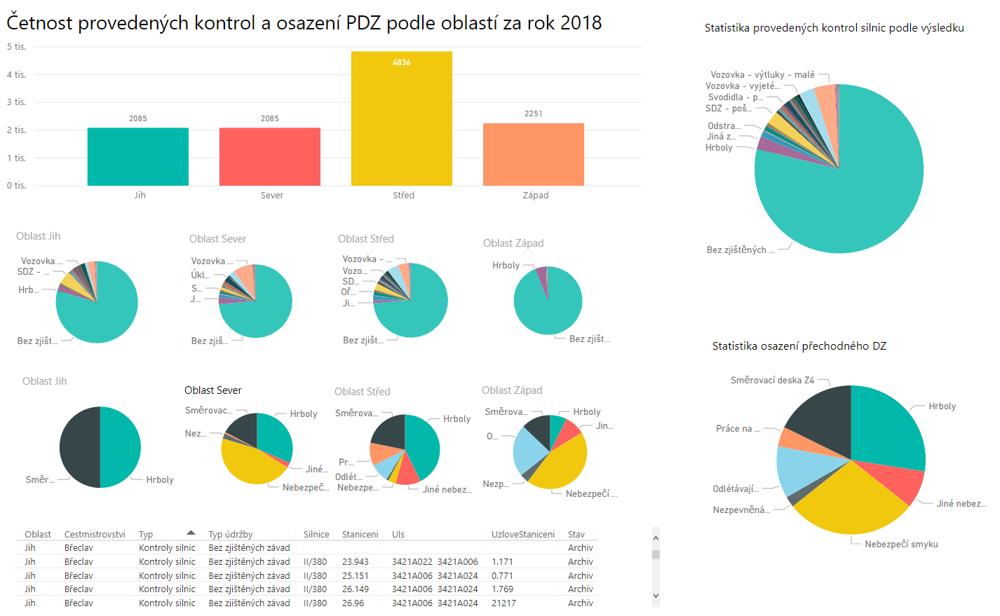 Četnost provedených kontrol a osazení PDZ podle oblastí za rok 2018
5 tis.
4 tis.
3 tis.
2 tis.
1 tis.
0 tis.
2085
2085
4836
2251
Jih
Sever
Střed
Západ
Statistika provedených kontrol silnic podle výsledku
Vozovka - výtluky - malé
Vozovka - vyjeté...
Svodidla - p...
SDZ - poš...
Odstra...
Jiná z...
Hrboly
Bez zjištěných ...
Oblast Jih
Vozovka ...
SDZ - ...
Hrb...
Bez zjišt...
Oblast Sever
Vozovka ...
Úkl...
S...
J...
Bez zjiš...
Oblast Střed
Vozovka - ...
Vozo...
SD...
Oř...
Ji...
Bez zjišt...
Oblast Západ
Hrboly
Bez zjišt...
Oblast Jih
Směr...
Hrboly
Oblast Sever
Směrovac...
Hrboly
Nez...
Jiné...
Nebezpeč...
Oblast Střed
Směrova...
Hrboly
Pr...
Odlét...
Nebezpe...
Jiné nebez...
Oblast Západ
Směrova...
Hrboly
Jin...
O...
Nezp...
Nebezpečí ...
Statistika osazení přechodného DZ
Směrovací deska Z4
Hrboly
Práce na ...
Odlétávají...
Nezpevněná...
Jiné nebez...
Nebezpečí smyku
Oblast Cestmistrovstvi Typ Typ údržby Silnice Staniceni Uls UzloveStaniceni Stav
Jih Břeclav Kontroly silnic Bez zjištěných závad Archiv
Jih Břeclav Kontroly silnic Bez zjištěných závad II/380 23.943 3421A022 3421A006 1.171 Archiv
Jih Břeclav Kontroly silnic Bez zjištěných závad II/380 25.151 3421A006 3421A024 0.771 Archiv
Jih Břeclav Kontroly silnic Bez zjištěných závad II/380 26.149 3421A006 3421A024 1.769 Archiv
Jih Břeclav Kontroly silnic Bez zjištěných závad II/380 26.96 3421A006 3421A024 21217 Archiv